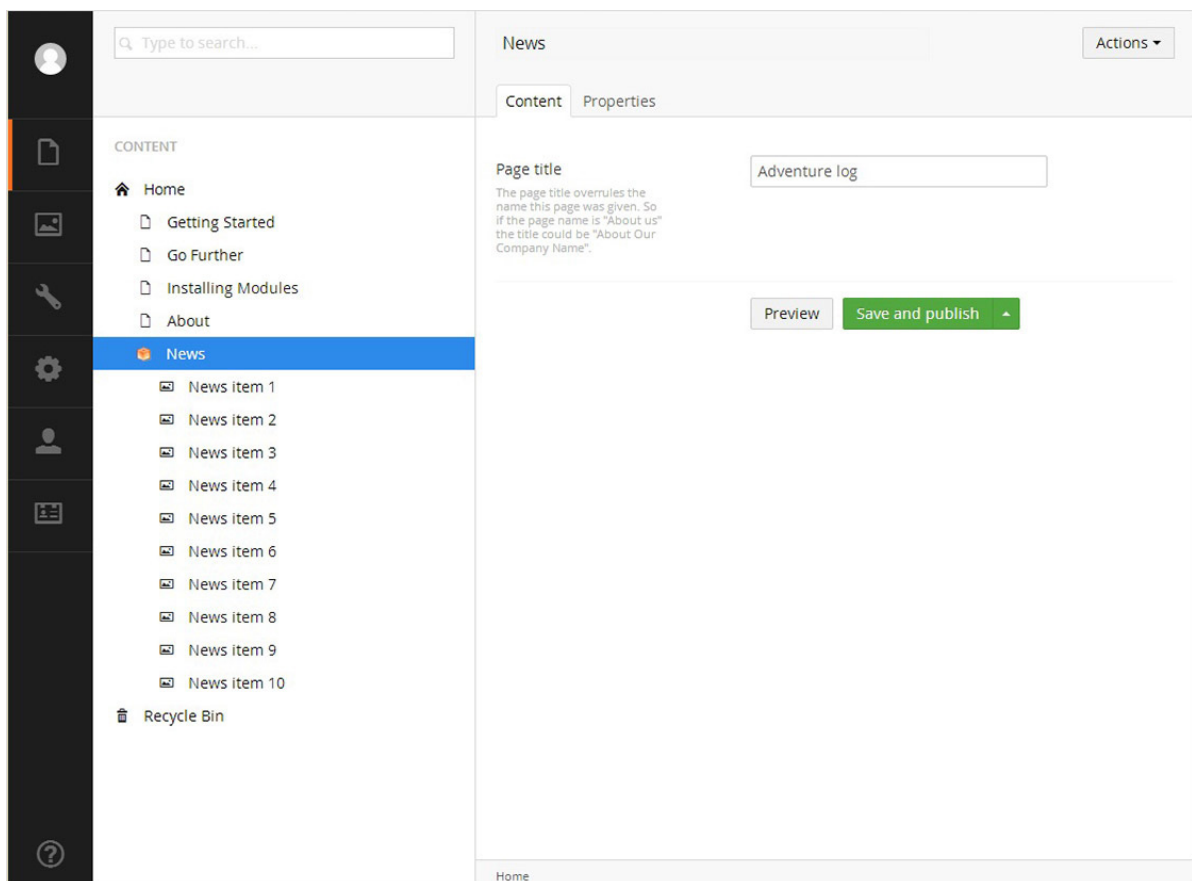 Type to search...
News
Actions
Content Properties
CONTENT
Home
Getting Started
Go Further
Installing Modules
About
News
News item 1
News item 2
News item 3
News item 4
News item 5
News item 6
News item 7
News item 8
News item 9
News item 10
Recycle Bin
Page title
The page title overrules the
name this page was given. So
if the page name is "About us"
the title could be "About Our
Company Name".
Adventure log
Preview Save and publish
Home